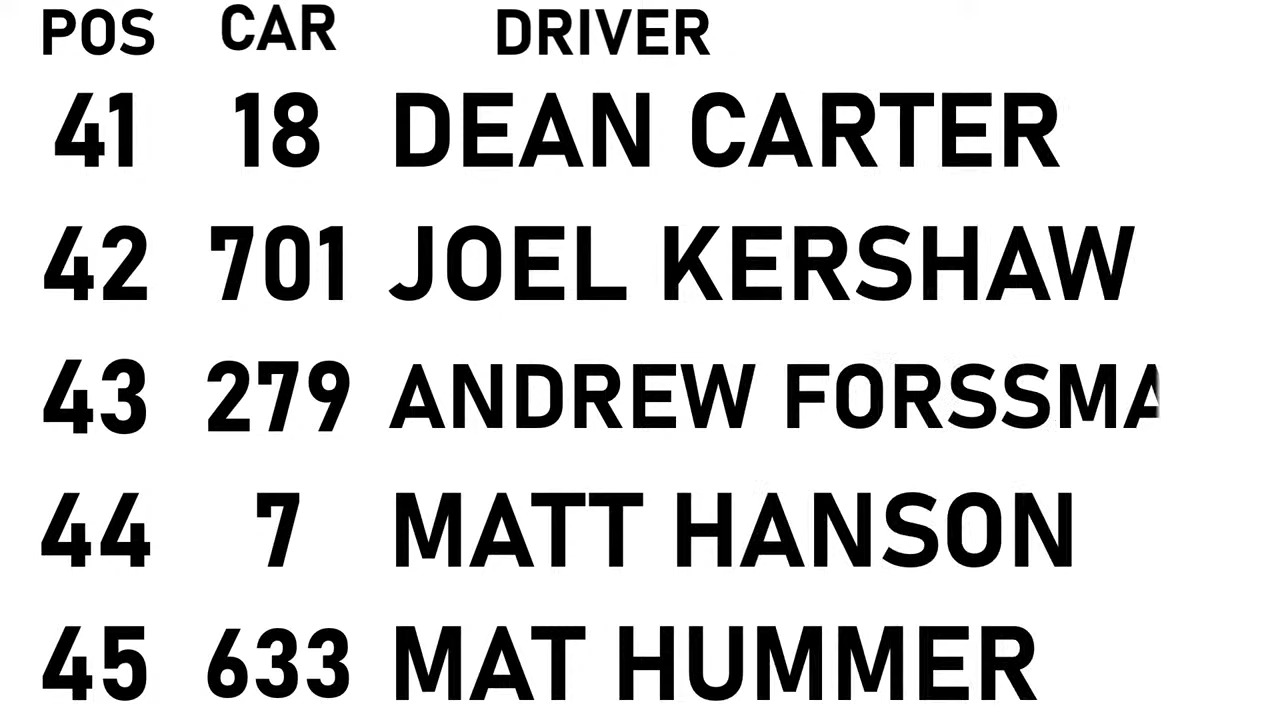 POS CAR DRIVER
41 18 DEAN CARTER
42 701 JOEL KERSHAW
43 279 ANDREW FORSSMA
44 7 MATT HANSON
45 633 MAT HUMMER